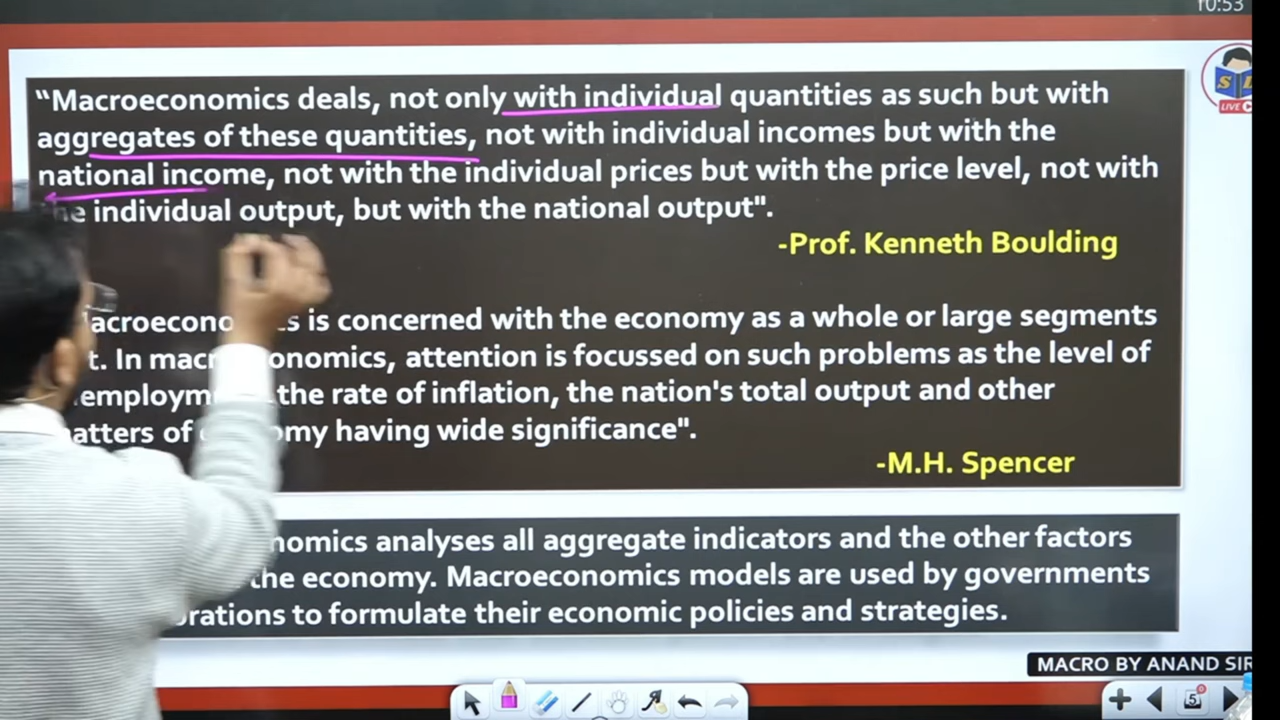 10:53
“Macroeconomics deals, not only with individual quantities as such but with
aggregates of these quantities, not with individual incomes but with the
national income, not with the individual prices but with the price level, not with
the individual output, but with the national output".
-Prof. Kenneth Boulding
is concerned with the economy as a whole or large segments
In macroeconomics, attention is focussed on such problems as the level of
the rate of inflation, the nation's total output and other
of having wide significance".
-M.H. Spencer
analyses all aggregate indicators and the other factors
the economy. Macroeconomics models are used by governments
to formulate their economic policies and strategies.
LIVE
MACRO BY ANAND SIR
5